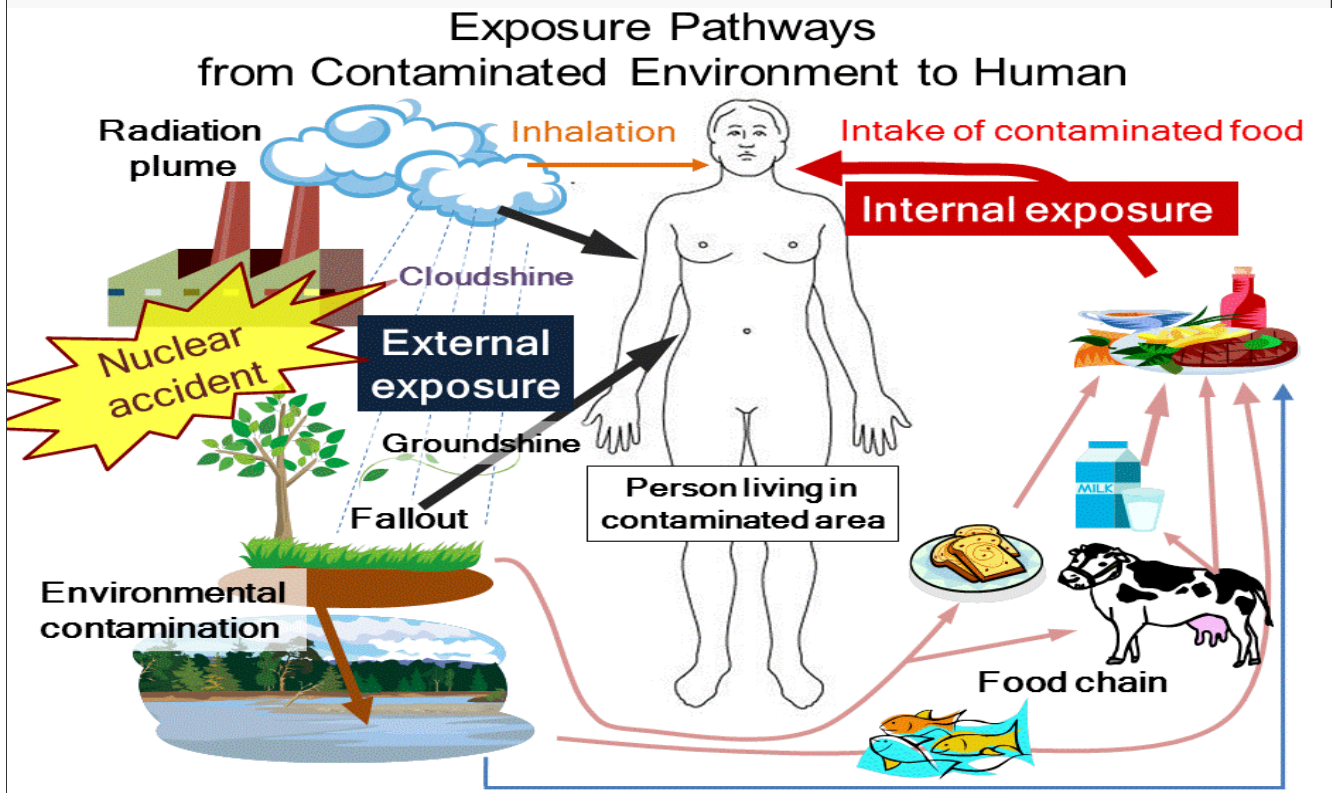 Exposure Pathways
from Contaminated Environment to Human
Radiation
plume
Inhalation
Intake of contaminated food
Internal exposure
Cloudshine
Nuclear
accident
External
exposure
Groundshine
Fallout
Person living in
contaminated area
MILK
Environmental
contamination
Food chain